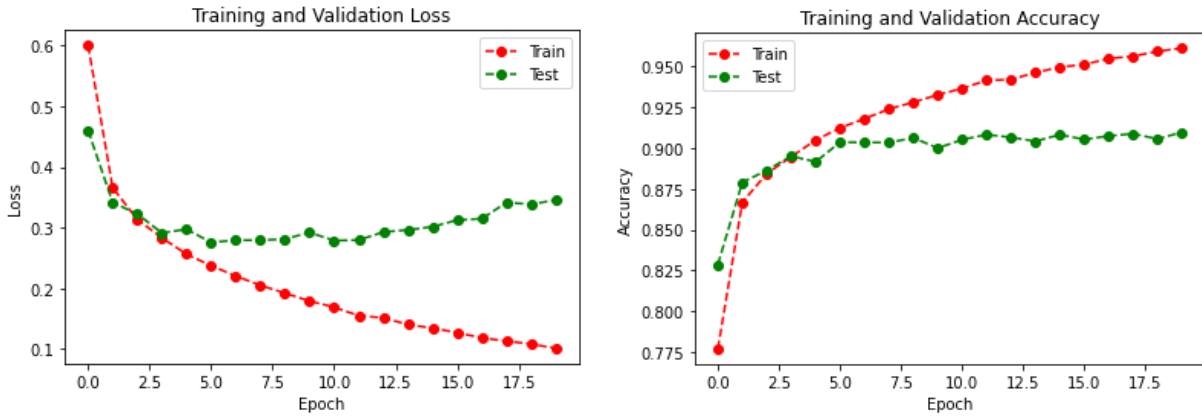 Training and Validation Loss
0.6
0.5
0.4
0.3
0.2
0.1
Loss
Train
Test
0.0 2.5 5.0 7.5 10.0 12.5 15.0 17.5
Epoch
Training and Validation Accuracy
0.950
0.925
0.900
0.875
0.850
0.825
0.800
0.775
Accuracy
Train
Test
0.0 2.5 5.0 7.5 10.0 12.5 15.0 17.5
Epoch